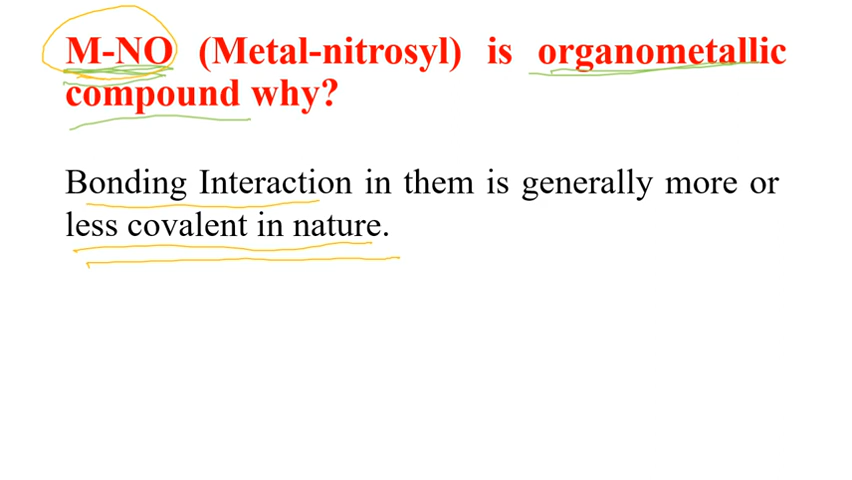 M-NO (Metal-nitrosyl) is organometallic
compound why?
Bonding Interaction in them is generally more or
less covalent in nature.